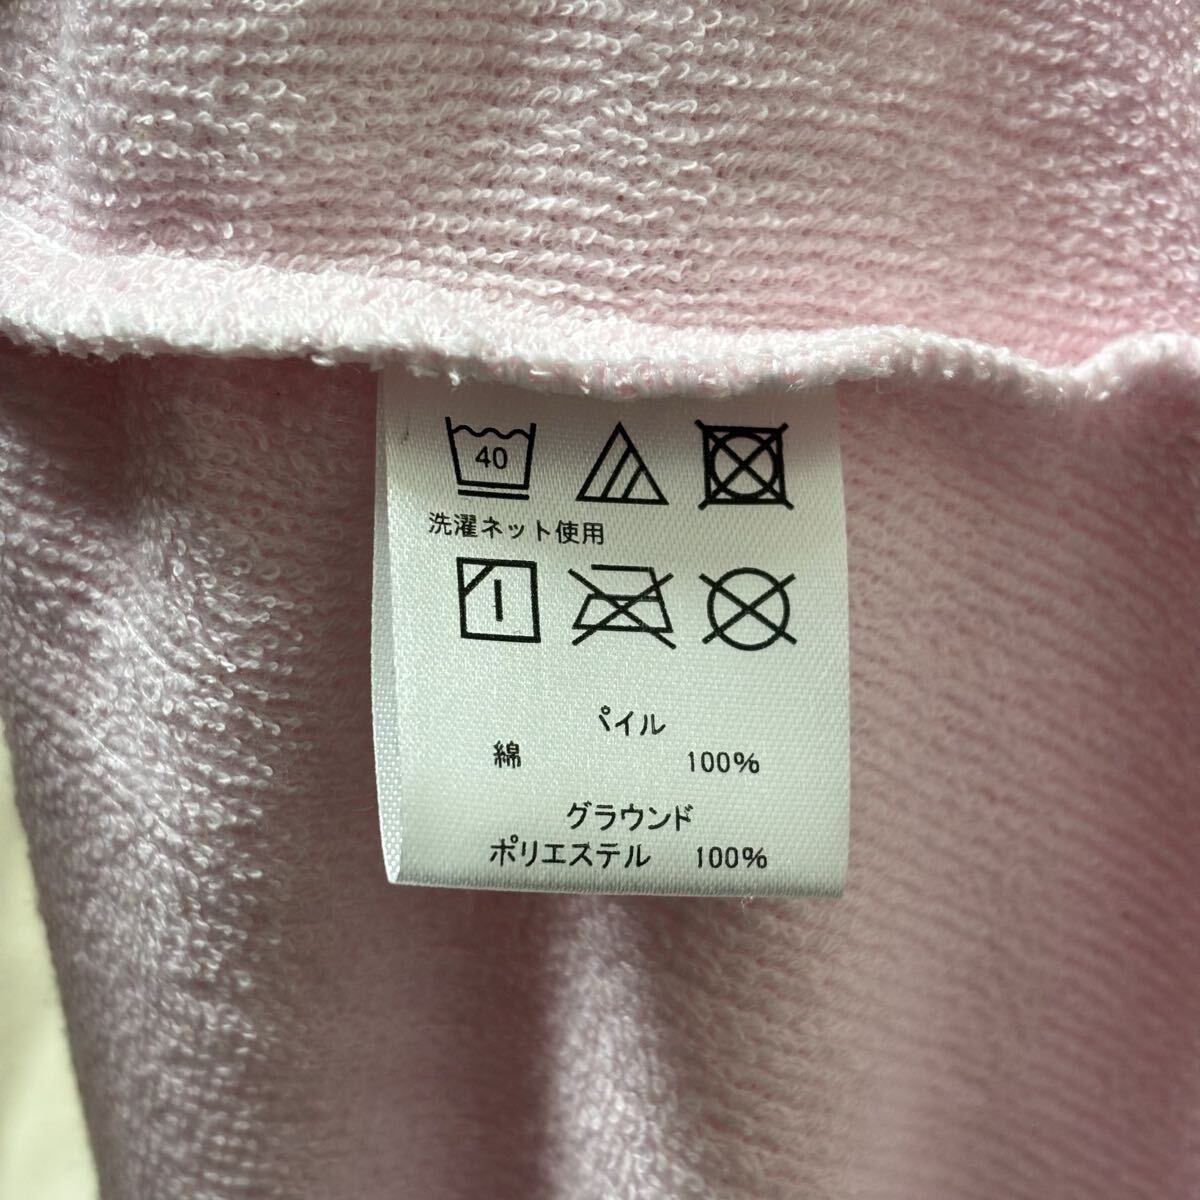 40
洗濯ネット使用
パイル
綿 100%
グラウンド
ポリエステル 100%